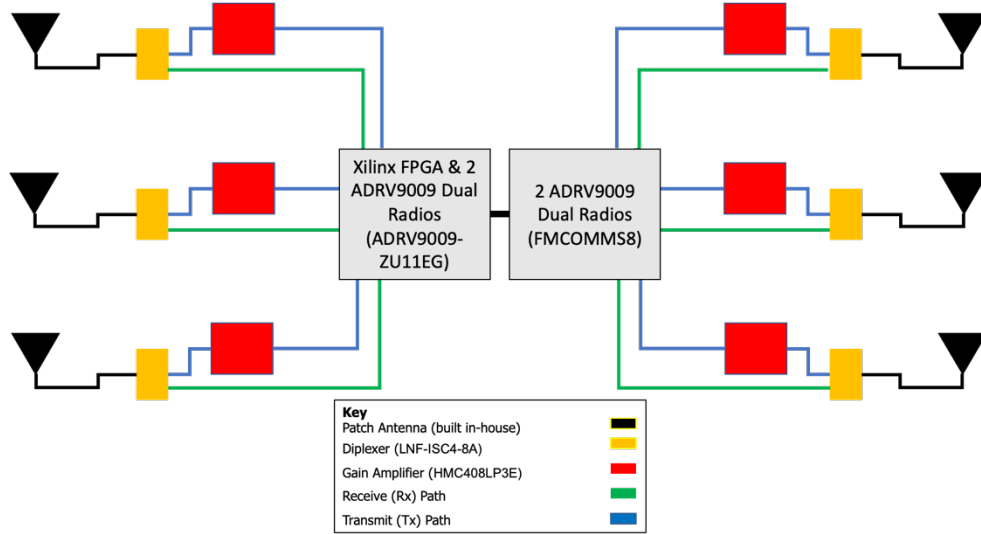 Xilinx FPGA & 2
ADRV9009 Dual
Radios
(ADRV9009-
ZU11EG)
2 ADRV9009
Dual Radios
(FMCOMMS8)
Key
Patch Antenna (built in-house)
Diplexer (LNF-ISC4-8A)
Gain Amplifier (HMC408LP3E)
Receive (Rx) Path
Transmit (Tx) Path